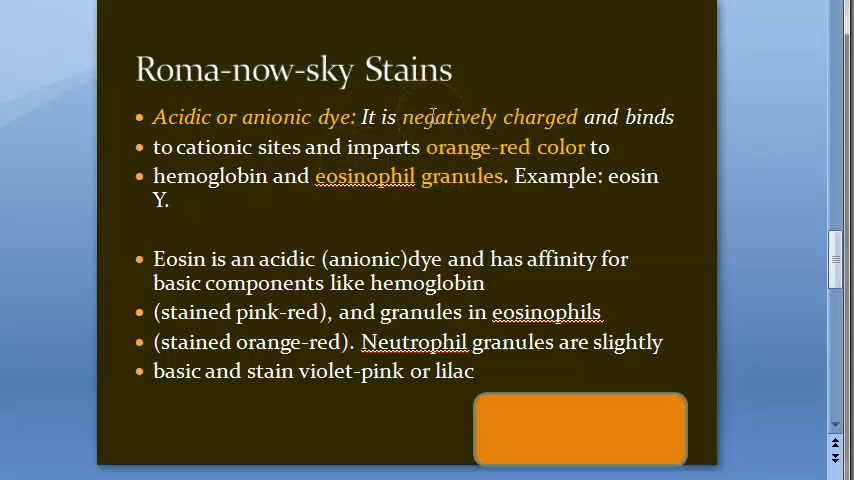 Roma-now-sky Stains
• Acidic or anionic dye: It is negatively charged and binds
• to cationic sites and imparts orange-red color to
• hemoglobin and eosinophil granules. Example: eosin
Y.
• Eosin is an acidic (anionic)dye and has affinity for
basic components like hemoglobin
• (stained pink-red), and granules in eosinophils
• (stained orange-red). Neutrophil granules are slightly
• basic and stain violet-pink or lilac